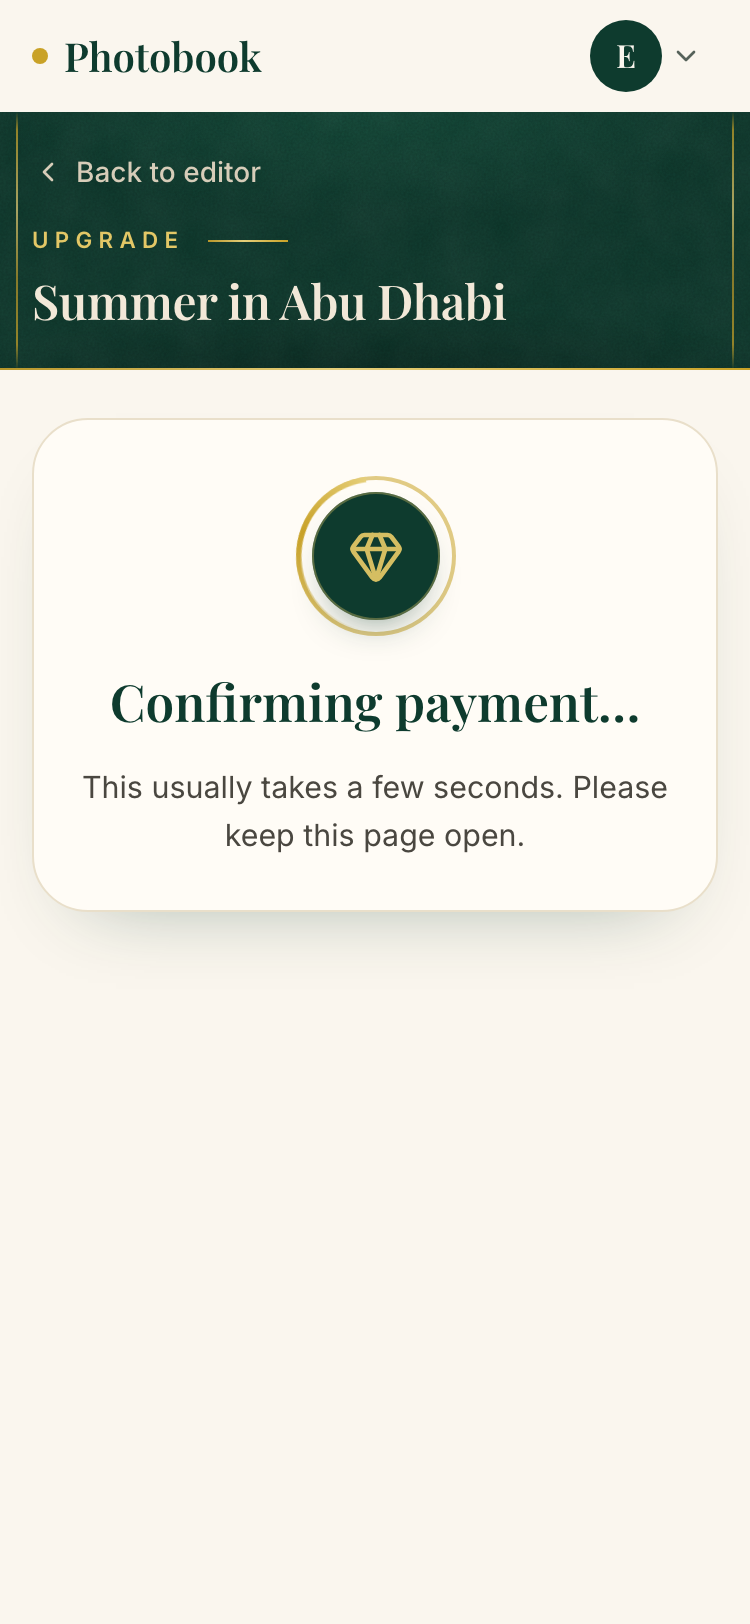 Photobook
E
Back to editor
UPGRADE
Summer in Abu Dhabi
Confirming payment...
This usually takes a few seconds. Please
keep this page open.